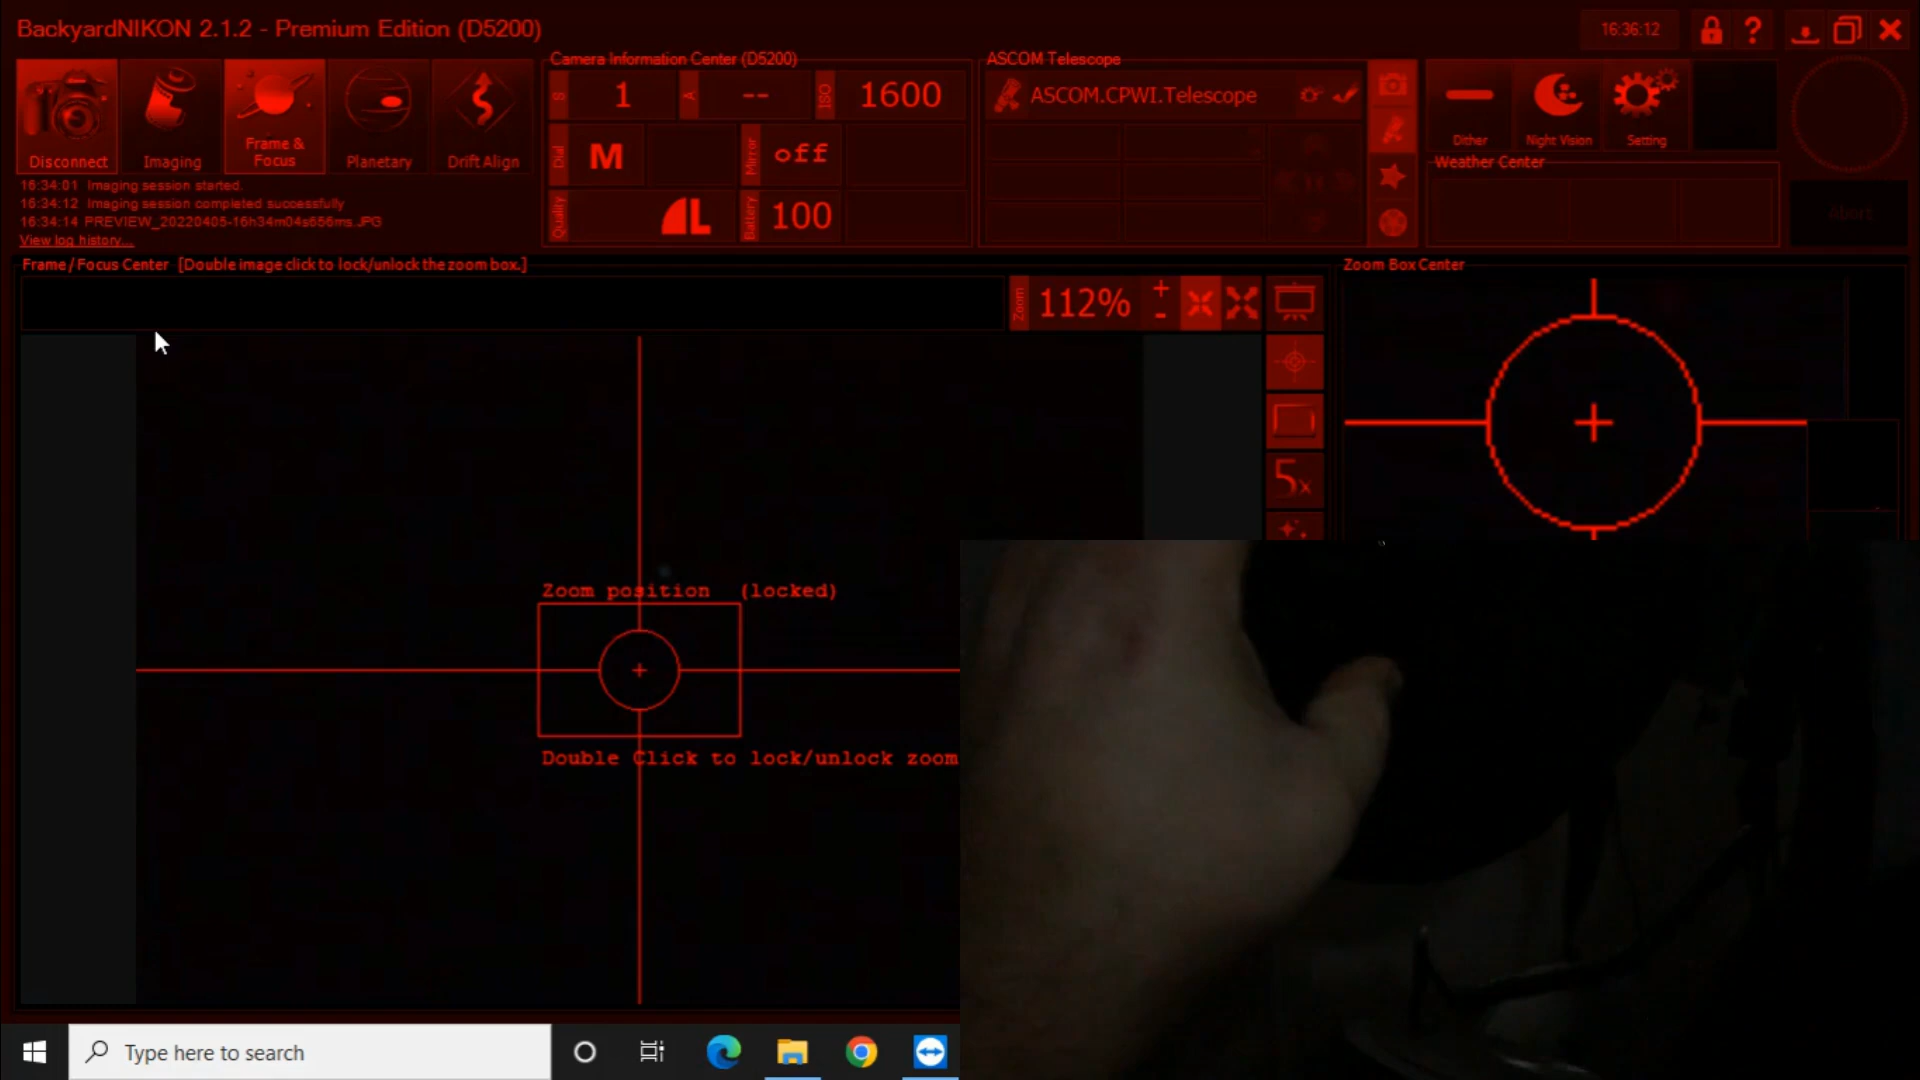 BackyardNIKON 2.1.2 - Premium Edition (D5200)
16:36:12
?
Disconnect
Imaging
Frame & Focus
Planetary
Drift Align
16:34:01 Imaging session started.
16:34:12 Imaging session completed successfully
16:34:14 PREVIEW_20220405-16h34m04s656ms.JPG
View log history...
Camera Information Center (D5200)
S 1 A -- ISO 1600
Dial M Mirror off
Quality L Battery 100
ASCOM Telescope
ASCOM.CPWI.Telescope
Dither
Night Vision
Setting
Weather Center
Abort
Frame / Focus Center [Double image click to lock/unlock the zoom box.]
Zoom 112% + -
5x
Zoom Box Center
Zoom position (locked)
Double Click to lock/unlock zoom
Type here to search